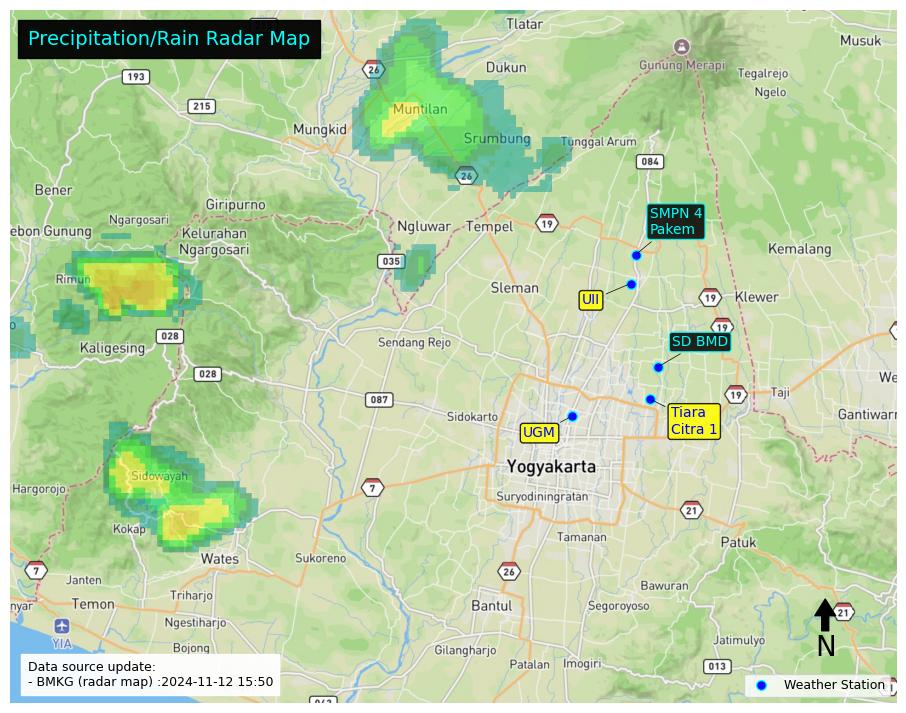 Precipitation/Rain Radar Map
Tlatar
Musuk
26
Dukun
Gunung Merapi
193
Tegalrejo
Ngelo
215
Muntilan
Mungkid
Srumbung
Tunggal Arum
084
26
Bener
Giripurno
SMPN 4
Pakem
Ngargosari
Ngluwar
Tempel
19
ebon Gunung
Kelurahan
Ngargosari
Kemalang
035
Rimun
Sleman
UII
19
Klewer
19
028
Sendang Rejo
SD BMD
Kaligesing
028
087
19
Taji
We
Sidokarto
Tiara
Citra 1
Gantiwarn
UGM
Yogyakarta
Sidowayah
Hargorojo
7
Suryodiningratan
21
Kokap
Tamanan
Patuk
Wates
Sukoreno
7
26
Janten
Bawuran
nyar
Temon
Triharjo
Bantul
Segoroyoso
21
Ngestiharjo
YIA
Jatimulyo
Bojong
Gilangharjo
N
Patalan
Imogiri
013
Data source update:
- BMKG (radar map) :2024-11-12 15:50
Weather Station